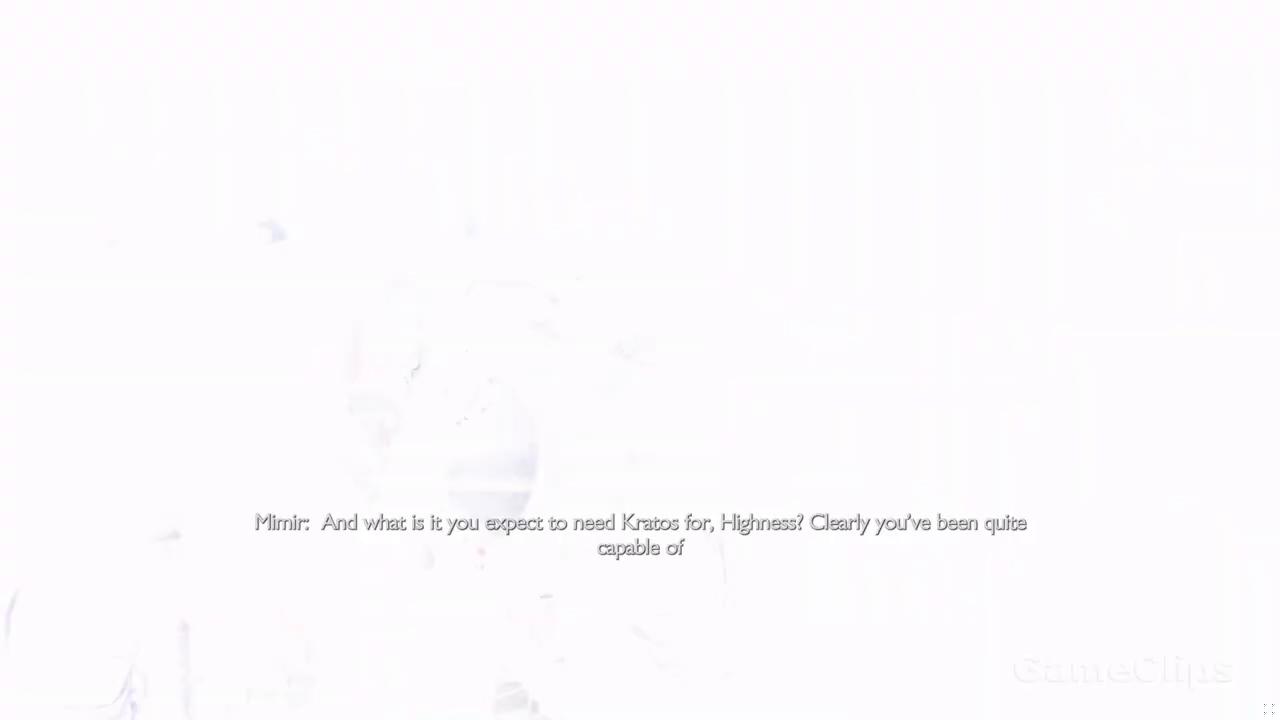 Mimir:  And what is it you expect to need Kratos for, Highness? Clearly you've been quite
capable of
GameClips